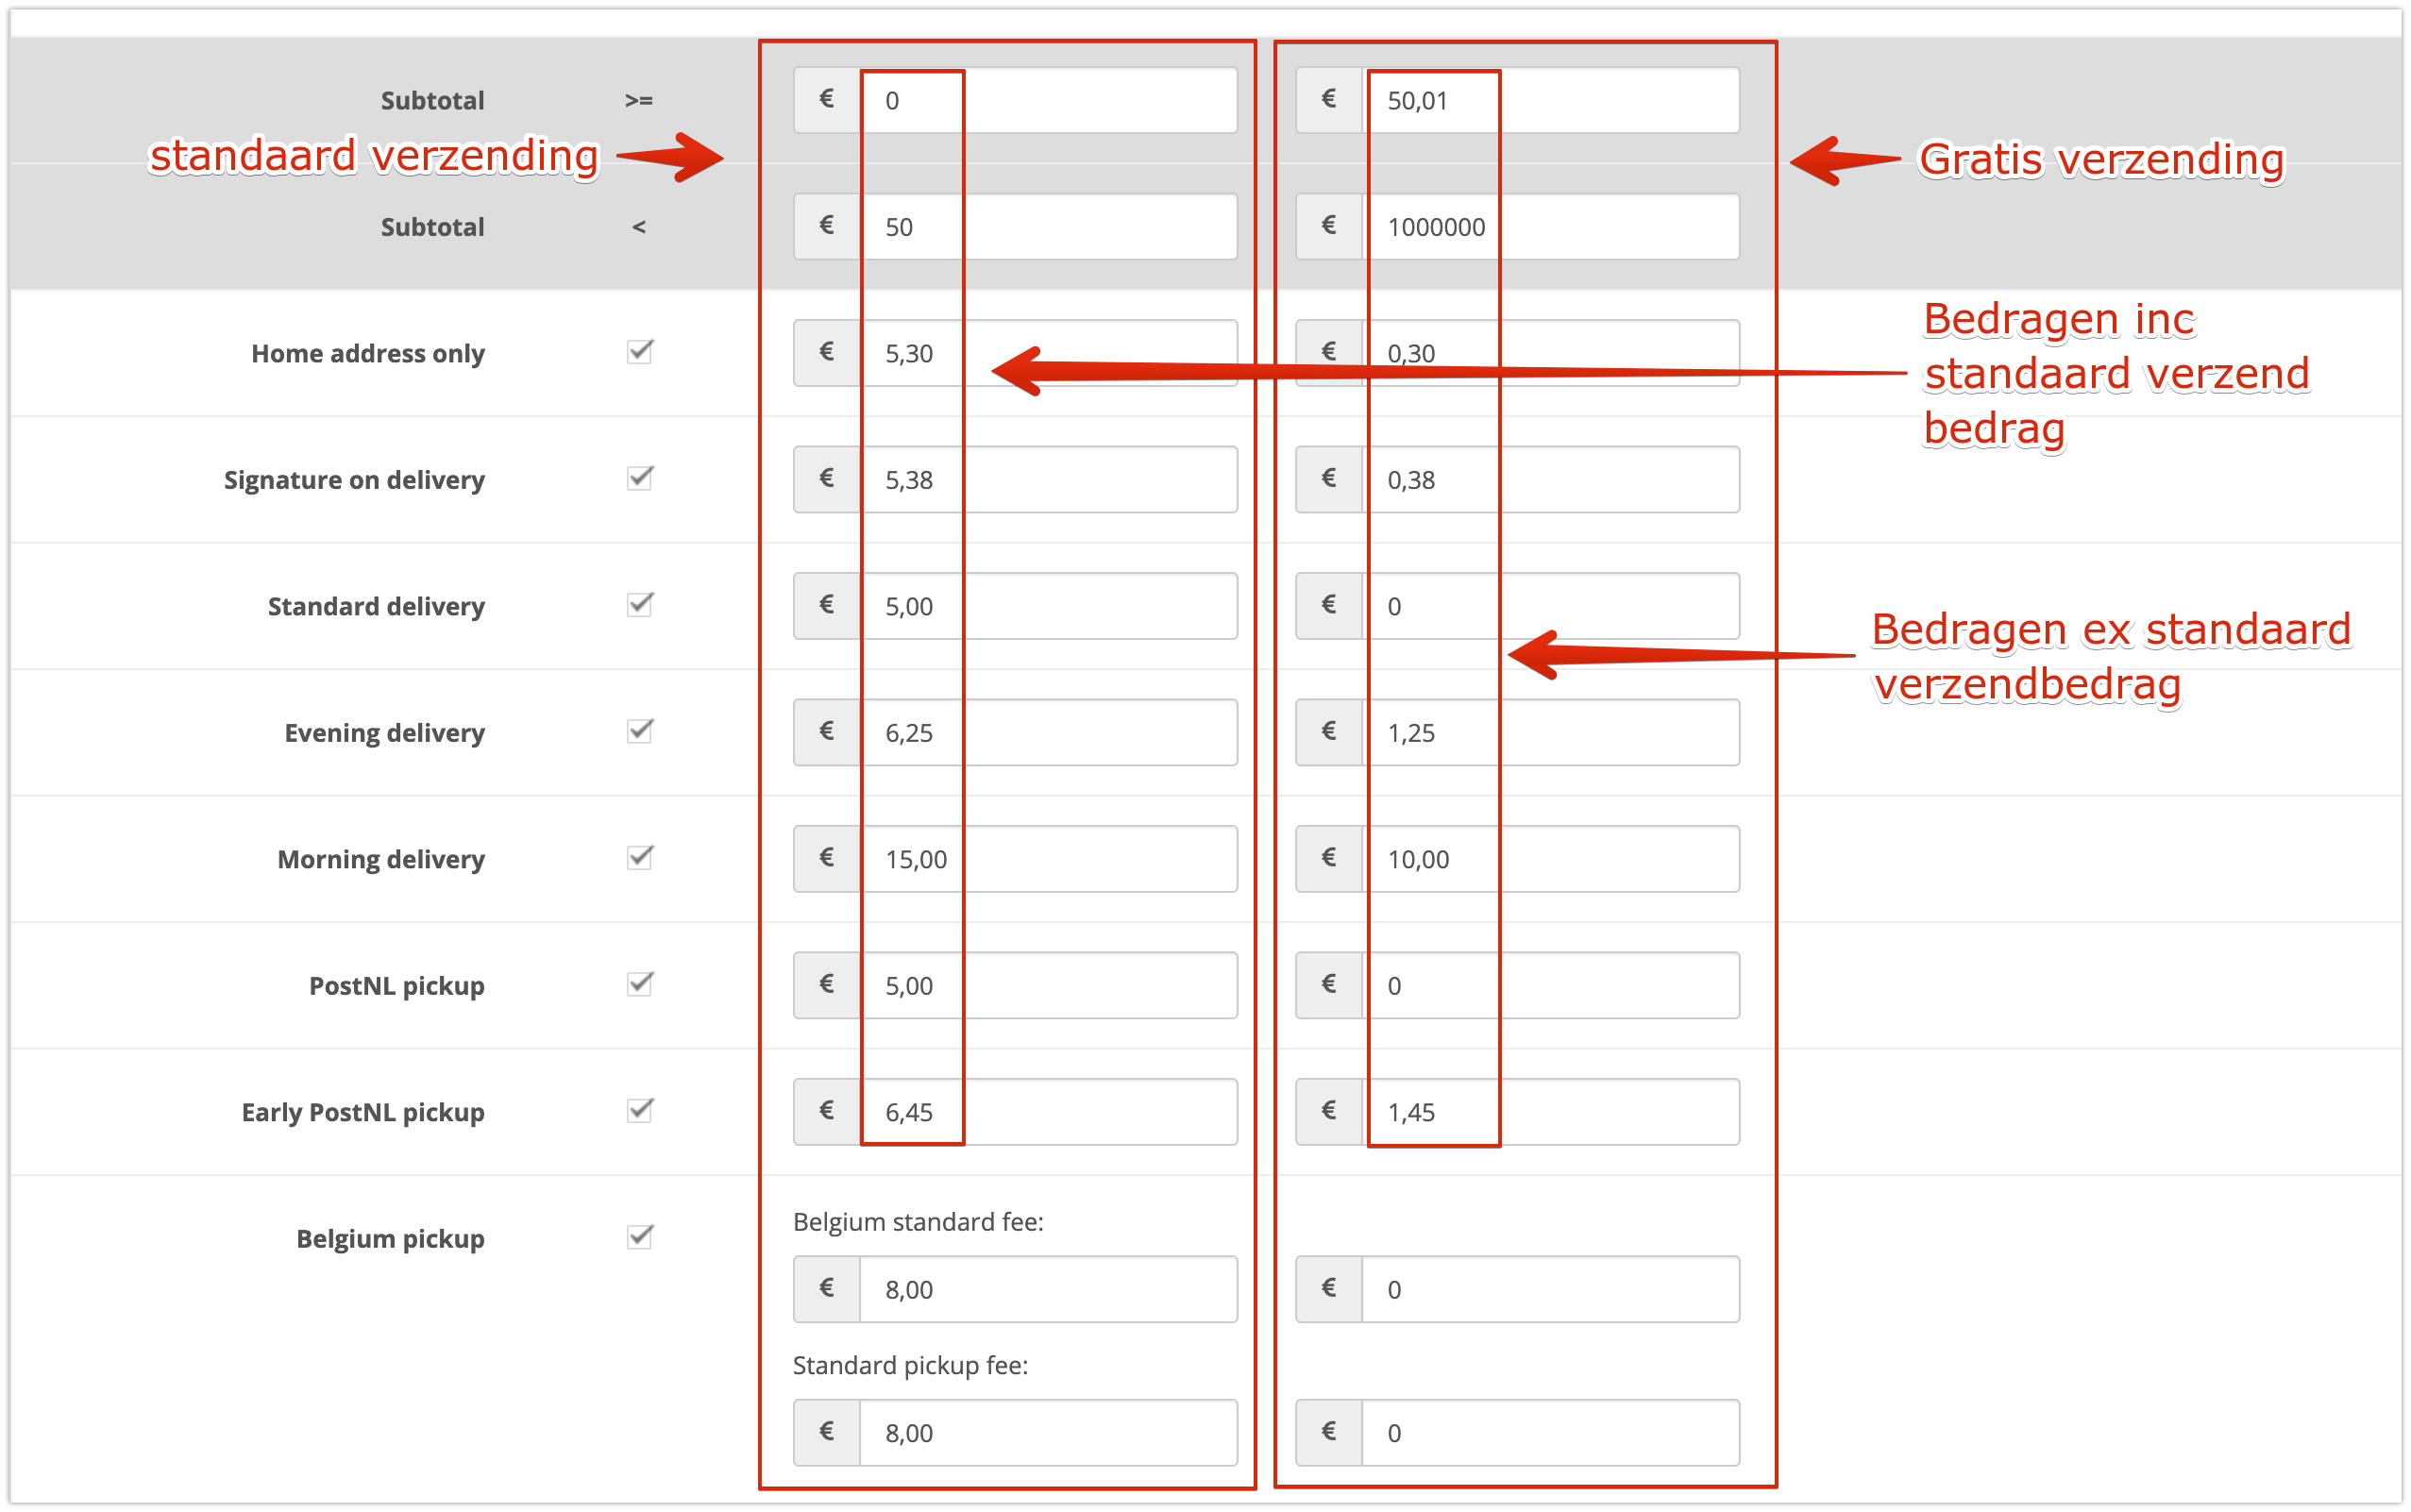 Subtotal >= € 0 € 50,01
standaard verzending Gratis verzending
Subtotal < € 50 € 1000000
Home address only € 5,30 € 0,30
Bedragen inc
standaard verzend
bedrag
Signature on delivery € 5,38 € 0,38
Standard delivery € 5,00 € 0
Bedragen ex standaard
verzendbedrag
Evening delivery € 6,25 € 1,25
Morning delivery € 15,00 € 10,00
PostNL pickup € 5,00 € 0
Early PostNL pickup € 6,45 € 1,45
Belgium standard fee:
Belgium pickup
€ 8,00 € 0
Standard pickup fee:
€ 8,00 € 0